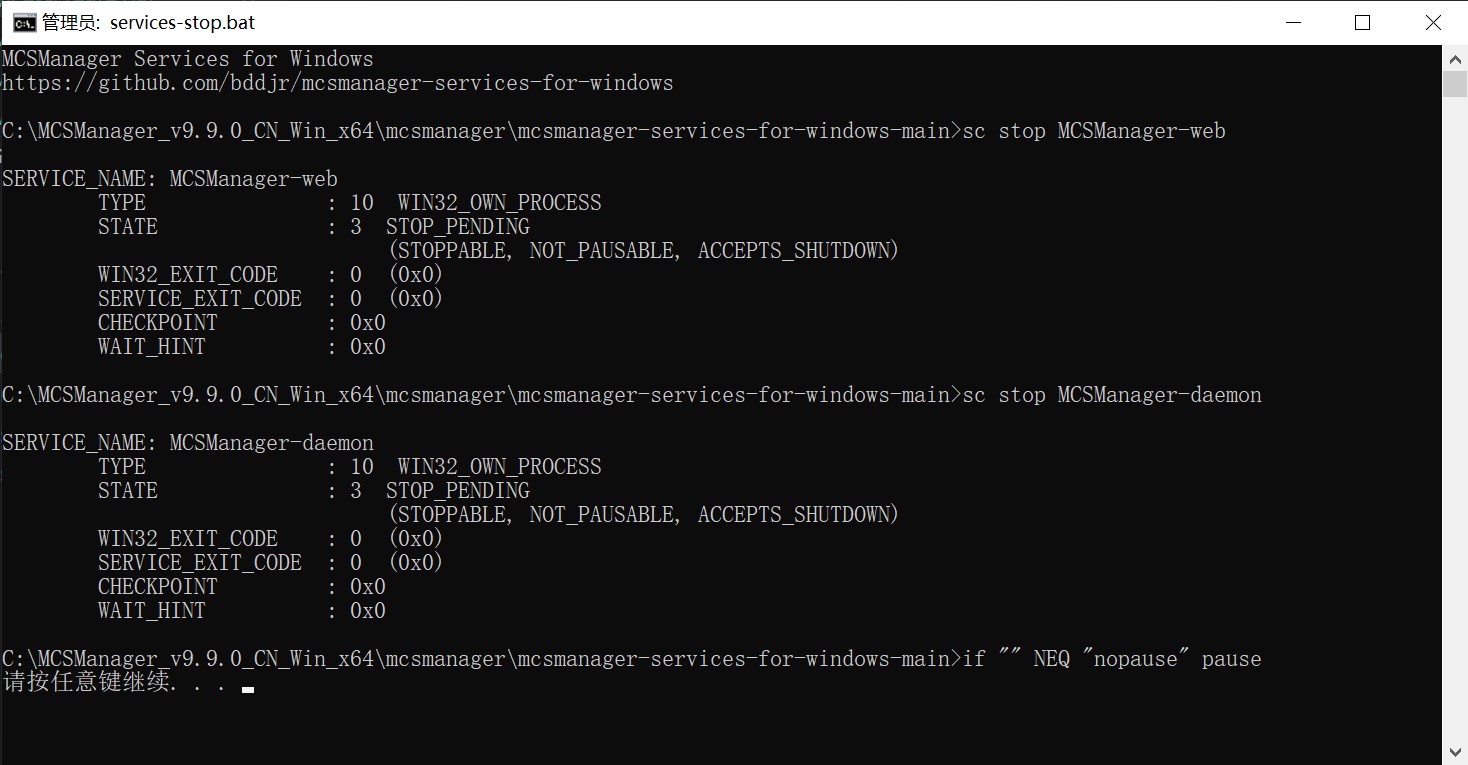 管理员: services-stop.bat
MCSManager Services for Windows
https://github.com/bddjr/mcsmanager-services-for-windows
C:\MCSManager_v9.9.0_CN_Win_x64\mcsmanager\mcsmanager-services-for-windows-main>sc stop MCSManager-web
SERVICE_NAME: MCSManager-web
TYPE : 10 WIN32_OWN_PROCESS
STATE : 3 STOP_PENDING
(STOPPABLE, NOT_PAUSABLE, ACCEPTS_SHUTDOWN)
WIN32_EXIT_CODE : 0 (0x0)
SERVICE_EXIT_CODE : 0 (0x0)
CHECKPOINT : 0x0
WAIT_HINT : 0x0
C:\MCSManager_v9.9.0_CN_Win_x64\mcsmanager\mcsmanager-services-for-windows-main>sc stop MCSManager-daemon
SERVICE_NAME: MCSManager-daemon
TYPE : 10 WIN32_OWN_PROCESS
STATE : 3 STOP_PENDING
(STOPPABLE, NOT_PAUSABLE, ACCEPTS_SHUTDOWN)
WIN32_EXIT_CODE : 0 (0x0)
SERVICE_EXIT_CODE : 0 (0x0)
CHECKPOINT : 0x0
WAIT_HINT : 0x0
C:\MCSManager_v9.9.0_CN_Win_x64\mcsmanager\mcsmanager-services-for-windows-main>if "" NEQ "nopause" pause
请按任意键继续. . .